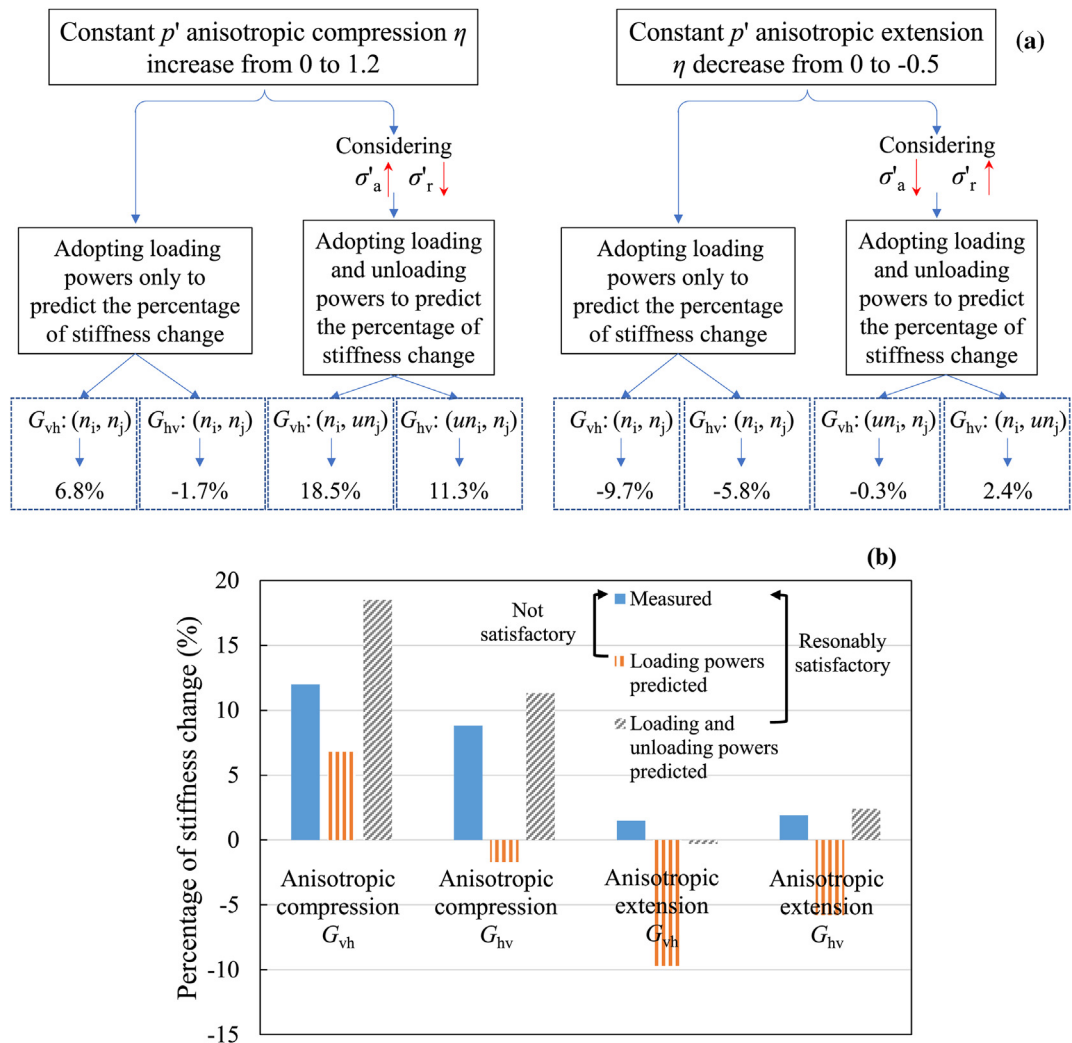 Constant p' anisotropic compression η
increase from 0 to 1.2
Constant p' anisotropic extension
η decrease from 0 to -0.5
(a)
Considering
σ'a σ'r
Considering
σ'a σ'r
Adopting loading
powers only to
predict the percentage
of stiffness change
Adopting loading
and unloading
powers to predict
the percentage of
stiffness change
Adopting loading
powers only to
predict the percentage
of stiffness change
Adopting loading
and unloading
powers to predict
the percentage of
stiffness change
Gvh: (ni, nj)
Ghv: (ni, nj)
Gvh: (ni, unj)
Ghv: (uni, nj)
Gvh: (ni, nj)
Ghv: (ni, nj)
Gvh: (uni, nj)
Ghv: (ni, unj)
6.8%
-1.7%
18.5%
11.3%
-9.7%
-5.8%
-0.3%
2.4%
(b)
Percentage of stiffness change (%)
20
15
10
5
0
-5
-10
-15
Not
satisfactory
Measured
Loading powers
predicted
Loading and
unloading powers
predicted
Resonably
satisfactory
Anisotropic
compression
Gvh
Anisotropic
compression
Ghv
Anisotropic
extension
Gvh
Anisotropic
extension
Ghv